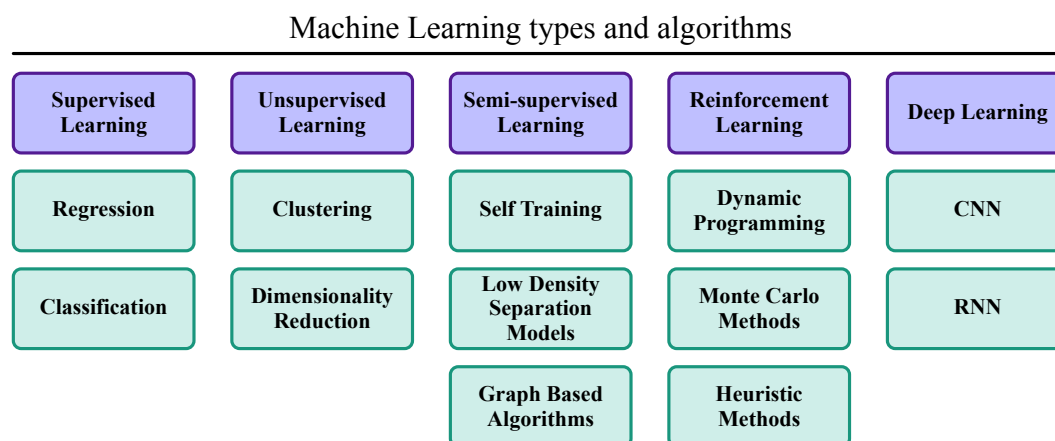 Machine Learning types and algorithms
Supervised
Learning
Unsupervised
Learning
Semi-supervised
Learning
Reinforcement
Learning
Deep Learning
Regression
Clustering
Self Training
Dynamic
Programming
CNN
Classification
Dimensionality
Reduction
Low Density
Separation
Models
Monte Carlo
Methods
RNN
Graph Based
Algorithms
Heuristic
Methods